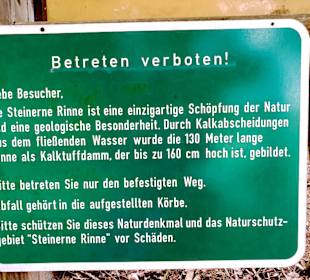 Betreten verboten!
ebe Besucher,
e Steinerne Rinne ist eine einzigartige Schöpfung der Natur
d eine geologische Besonderheit. Durch Kalkabscheidungen
s dem fließenden Wasser wurde die 130 Meter lange
nne als Kalktuffdamm, der bis zu 160 cm hoch ist, gebildet.
itte betreten Sie nur den befestigten Weg.
bfall gehört in die aufgestellten Körbe.
itte schützen Sie dieses Naturdenkmal und das Naturschutz-
gebiet "Steinerne Rinne" vor Schäden.